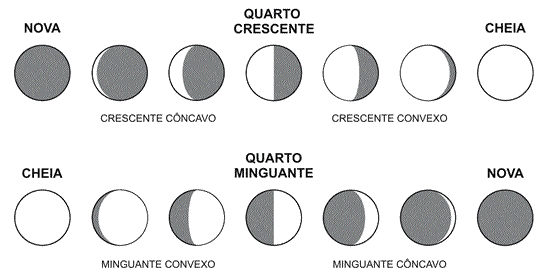 NOVA
QUARTO
CRESCENTE
CHEIA
CRESCENTE CÔNCAVO
CRESCENTE CONVEXO
CHEIA
QUARTO
MINGUANTE
NOVA
MINGUANTE CONVEXO
MINGUANTE CÔNCAVO